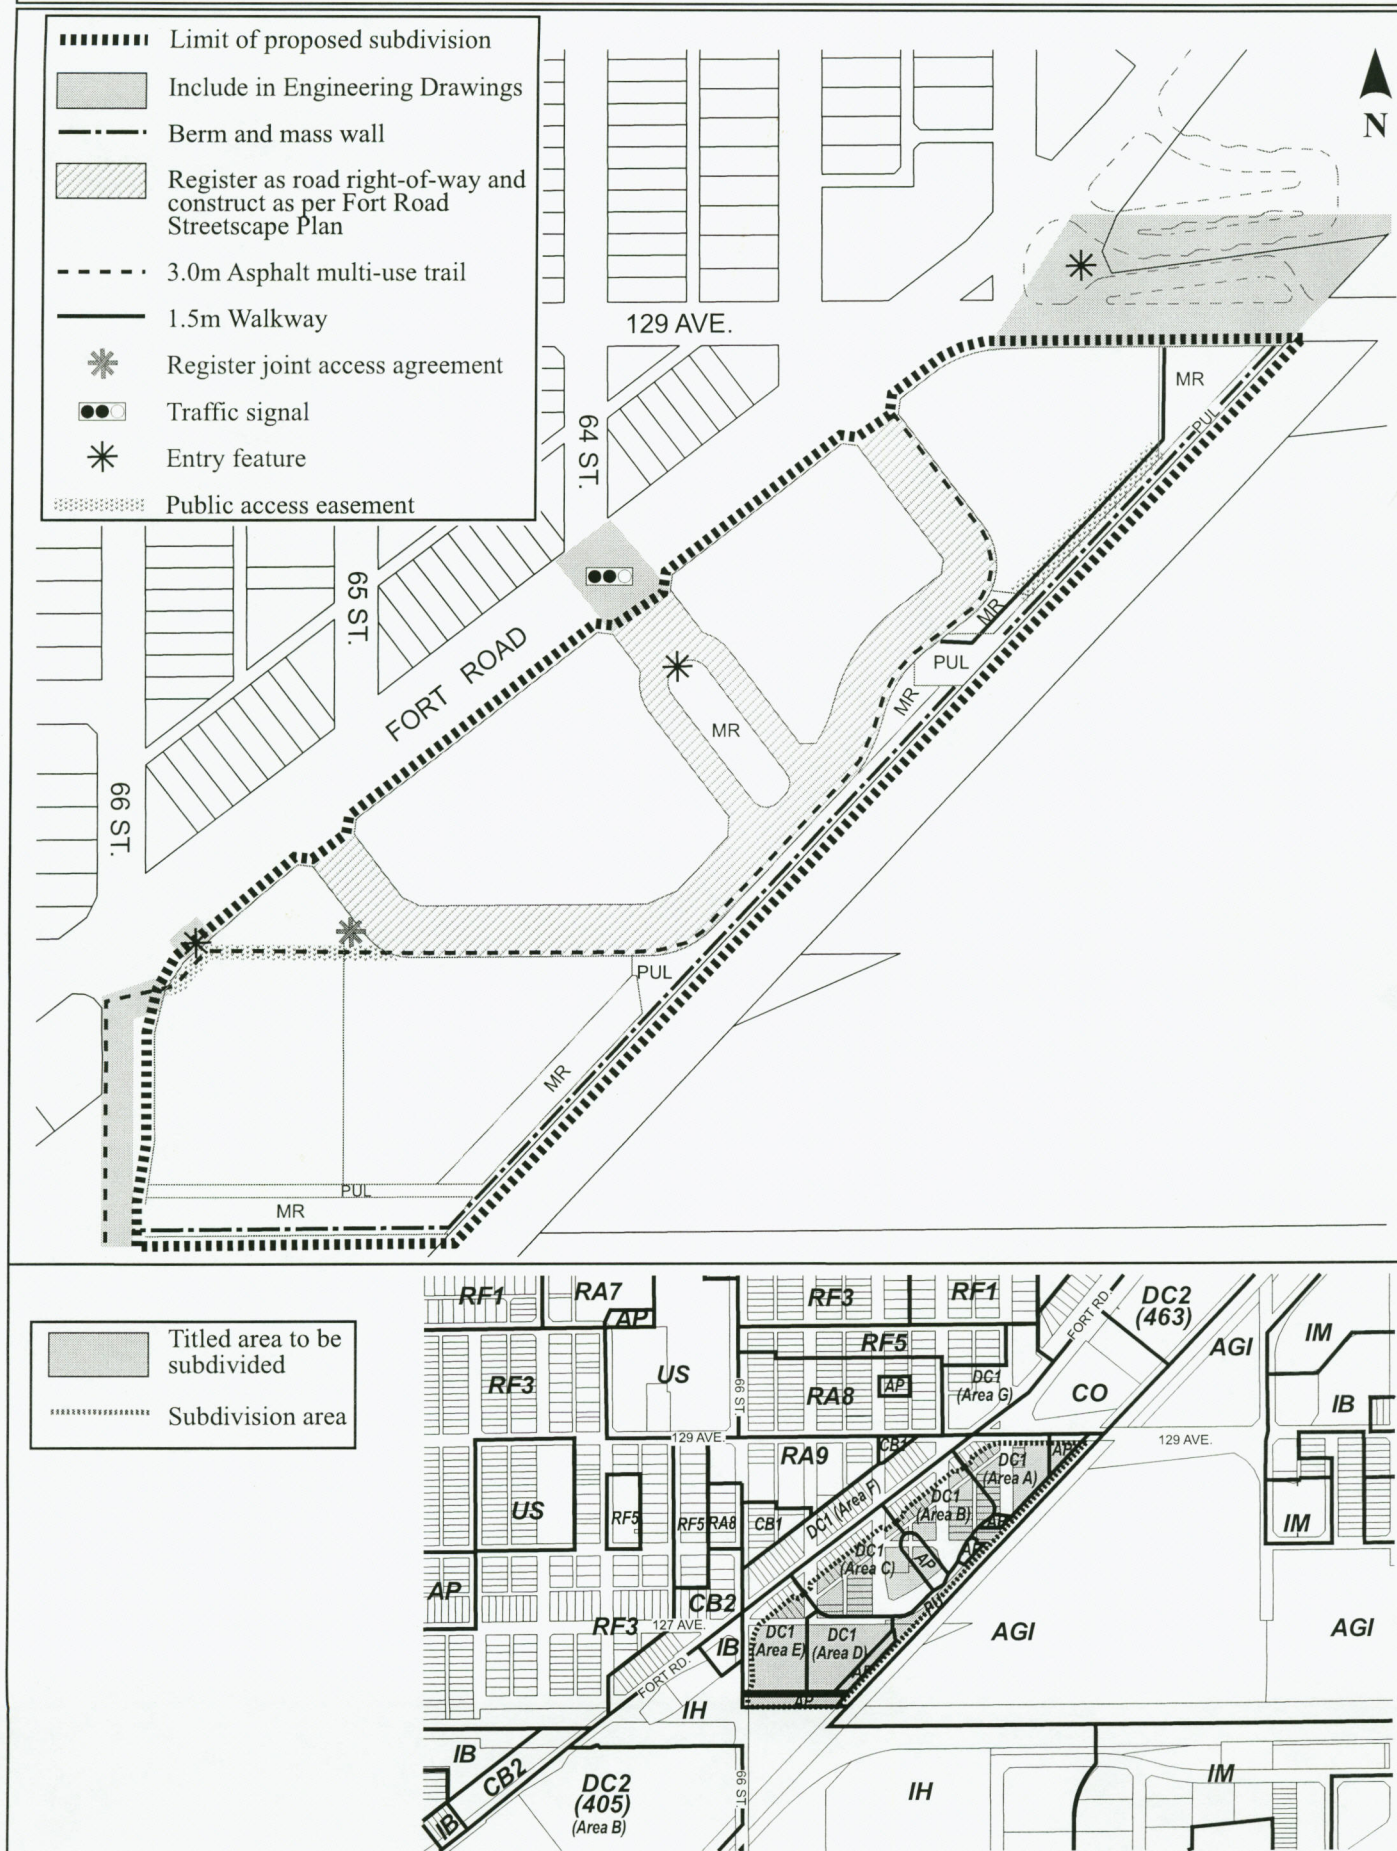 Limit of proposed subdivision
Include in Engineering Drawings
Berm and mass wall
Register as road right-of-way and
construct as per Fort Road
Streetscape Plan
3.0m Asphalt multi-use trail
1.5m Walkway
Register joint access agreement
Traffic signal
Entry feature
Public access easement
N
129 AVE.
64 ST.
65 ST.
66 ST.
FORT ROAD
MR
PUL
MR
PUL
MR
MR
PUL
MR
PUL
MR
Titled area to be
subdivided
Subdivision area
RF1
RA7
AP
RF3
RF1
FORT RD.
DC2
(463)
AGI
IM
RF5
RF3
US
66 ST.
RA8
AP
DC1
(Area G)
CO
IB
129 AVE.
129 AVE.
RA9
CB1
DC1
(Area A)
AP
US
RF5
RF5
RA8
CB1
DC1 (Area F)
DC1
(Area B)
IM
AP
DC1
(Area C)
AP
AP
AP
CB2
RF3
127 AVE.
PU
AGI
AGI
IB
DC1
(Area E)
DC1
(Area D)
AP
FORT RD.
AP
IH
IB
CB2
DC2
(405)
(Area B)
66 ST.
IH
IM
IB